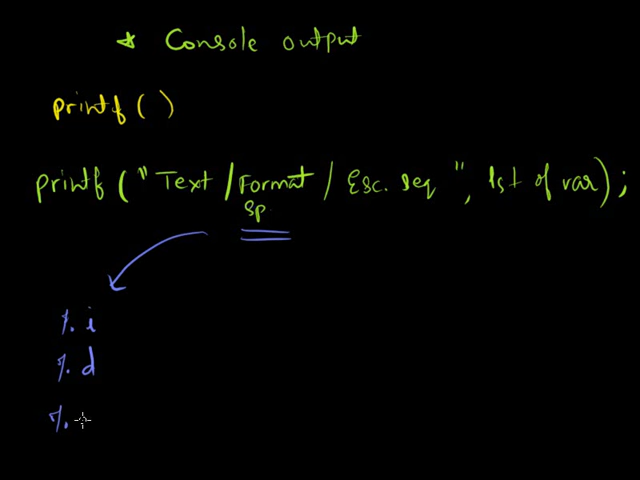 * Console output
printf ( )
printf ( " Text / Format / Esc. seq ", lst of var ) ;
sp.
% i
% d
%.